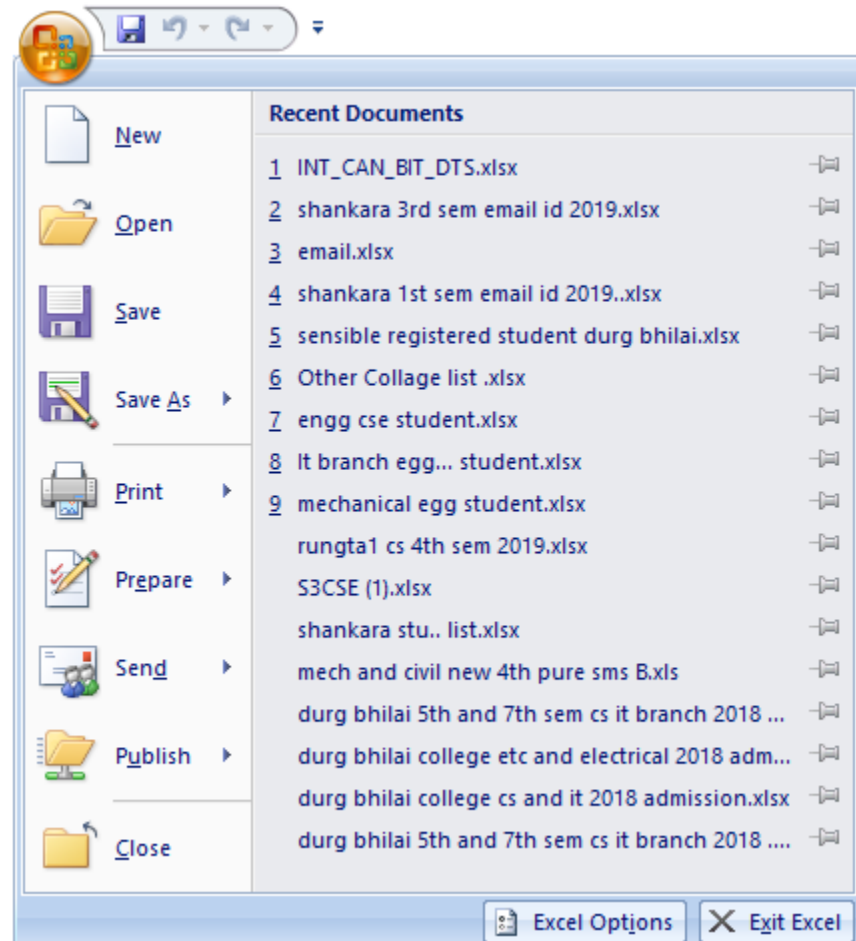 New
Open
Save
Save As
Print
Prepare
Send
Publish
Close
Recent Documents
1 INT_CAN_BIT_DTS.xlsx
2 shankara 3rd sem email id 2019.xlsx
3 email.xlsx
4 shankara 1st sem email id 2019..xlsx
5 sensible registered student durg bhilai.xlsx
6 Other Collage list .xlsx
7 engg cse student.xlsx
8 It branch egg... student.xlsx
9 mechanical egg student.xlsx
rungta1 cs 4th sem 2019.xlsx
S3CSE (1).xlsx
shankara stu.. list.xlsx
mech and civil new 4th pure sms B.xls
durg bhilai 5th and 7th sem cs it branch 2018 ...
durg bhilai college etc and electrical 2018 adm...
durg bhilai college cs and it 2018 admission.xlsx
durg bhilai 5th and 7th sem cs it branch 2018 ....
Excel Options
Exit Excel